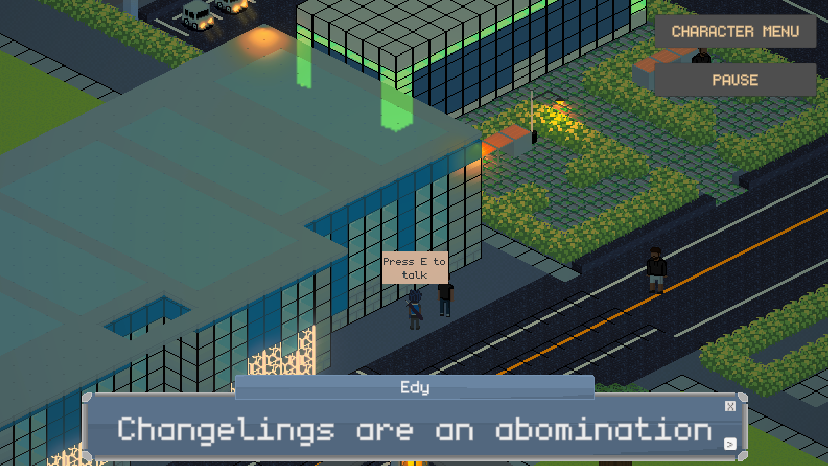 CHARACTER MENU
PAUSE
Press E to
talk
Edy
X
Changelings are an abomination
>